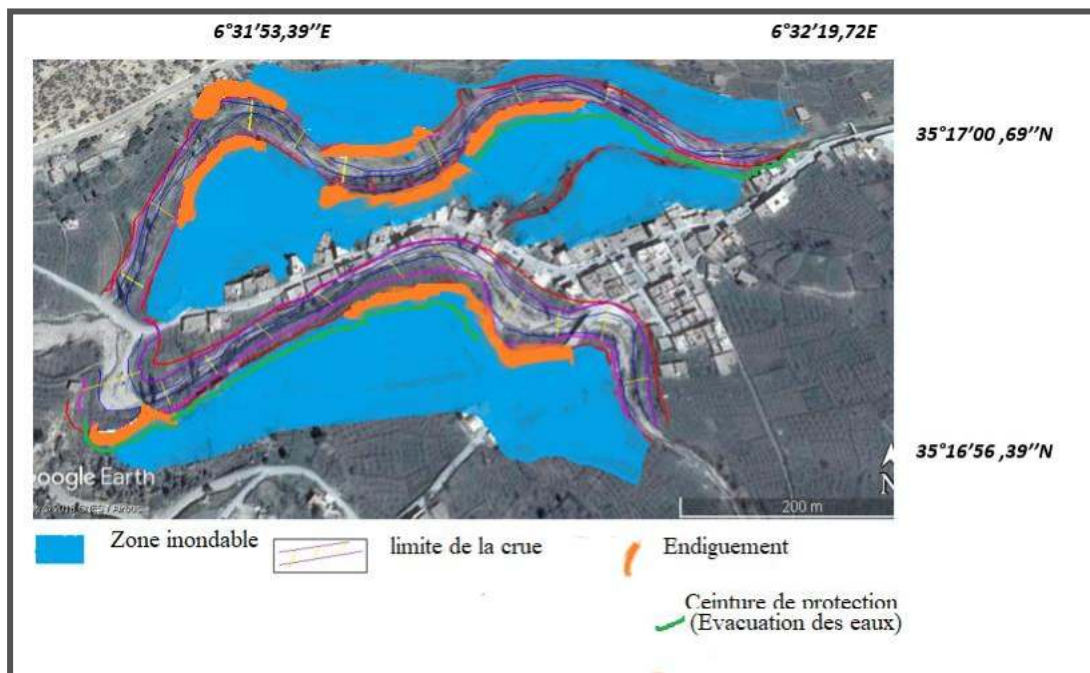 6°31’53,39’’E
6°32’19,72E
35°17’00 ,69’’N
35°16’56 ,39’’N
oogle Earth
N
200 m
Zone inondable
limite de la crue
Endiguement
Ceinture de protection
(Evacuation des eaux)